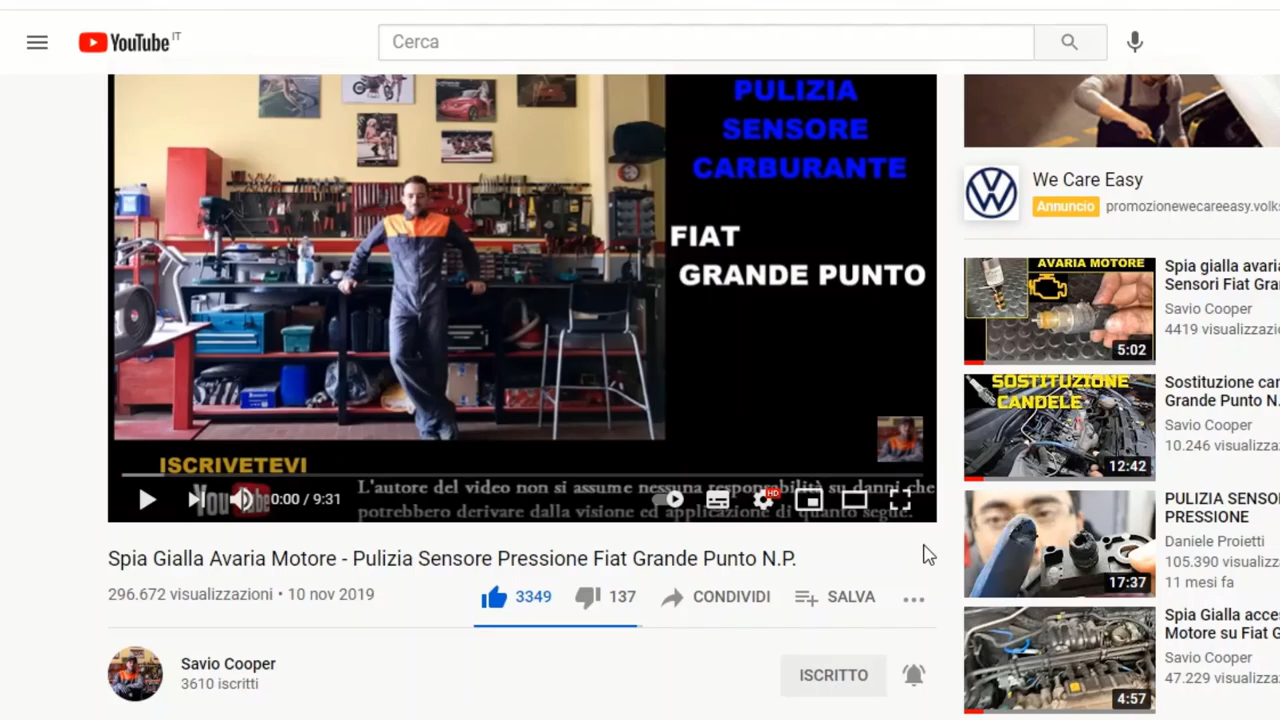 YouTube IT
Cerca
PULIZIA
SENSORE
CARBURANTE
FIAT
GRANDE PUNTO
ISCRIVETEVI
YouTube
L'autore del video non si assume nessuna responsabilità su danni che
potrebbero derivare dalla visione ed applicazione di quanto segue.
0:00 / 9:31
HD
Spia Gialla Avaria Motore - Pulizia Sensore Pressione Fiat Grande Punto N.P.
296.672 visualizzazioni • 10 nov 2019
3349
137
CONDIVIDI
SALVA
Savio Cooper
3610 iscritti
ISCRITTO
We Care Easy
Annuncio promozionewecareeasy.volks
AVARIA MOTORE
5:02
Spia gialla avaria
Sensori Fiat Gra
Savio Cooper
4419 visualizzazio
SOSTITUZIONE
CANDELE
12:42
Sostituzione can
Grande Punto N.
Savio Cooper
10.246 visualizza
17:37
PULIZIA SENSO
PRESSIONE
Daniele Proietti
105.390 visualizz
11 mesi fa
4:57
Spia Gialla acce
Motore su Fiat G
Savio Cooper
47.229 visualizza